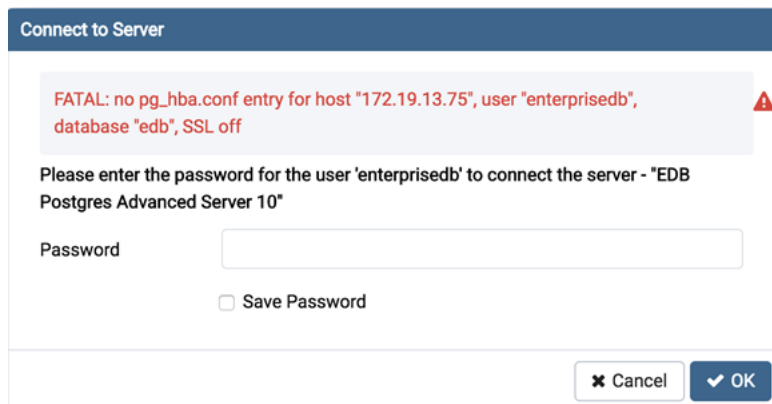 Connect to Server
FATAL: no pg_hba.conf entry for host "172.19.13.75", user "enterprisedb",
database "edb", SSL off
Please enter the password for the user 'enterprisedb' to connect the server - "EDB
Postgres Advanced Server 10"
Password
Save Password
Cancel
OK